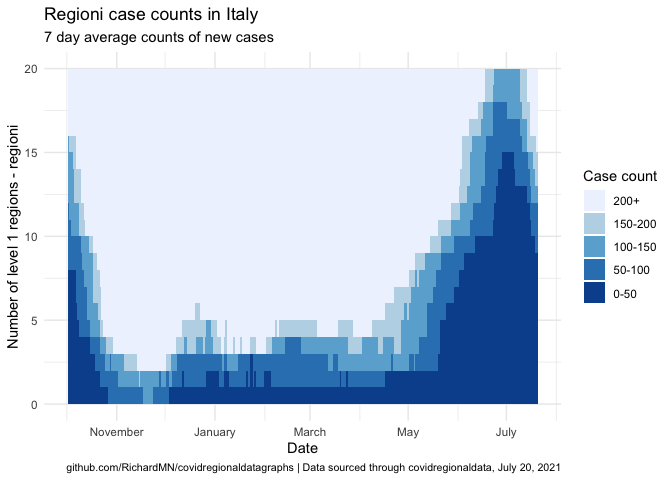 Regioni case counts in Italy
7 day average counts of new cases
Number of level 1 regions - regioni
20
15
10
5
0
November
January
March
May
July
Date
Case count
200+
150-200
100-150
50-100
0-50
github.com/RichardMN/covidregionaldatagraphs | Data sourced through covidregionaldata, July 20, 2021